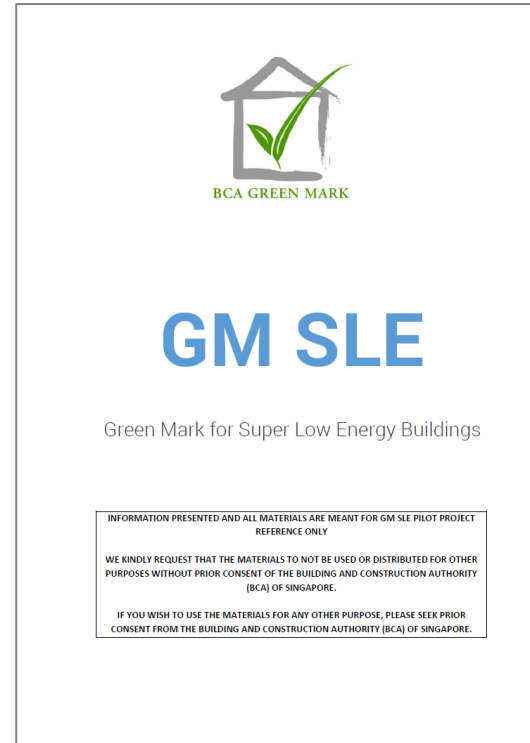 BCA GREEN MARK
GM SLE
Green Mark for Super Low Energy Buildings
INFORMATION PRESENTED AND ALL MATERIALS ARE MEANT FOR GM SLE PILOT PROJECT
REFERENCE ONLY
WE KINDLY REQUEST THAT THE MATERIALS TO NOT BE USED OR DISTRIBUTED FOR OTHER
PURPOSES WITHOUT PRIOR CONSENT OF THE BUILDING AND CONSTRUCTION AUTHORITY
(BCA) OF SINGAPORE.
IF YOU WISH TO USE THE MATERIALS FOR ANY OTHER PURPOSE, PLEASE SEEK PRIOR
CONSENT FROM THE BUILDING AND CONSTRUCTION AUTHORITY (BCA) OF SINGAPORE.